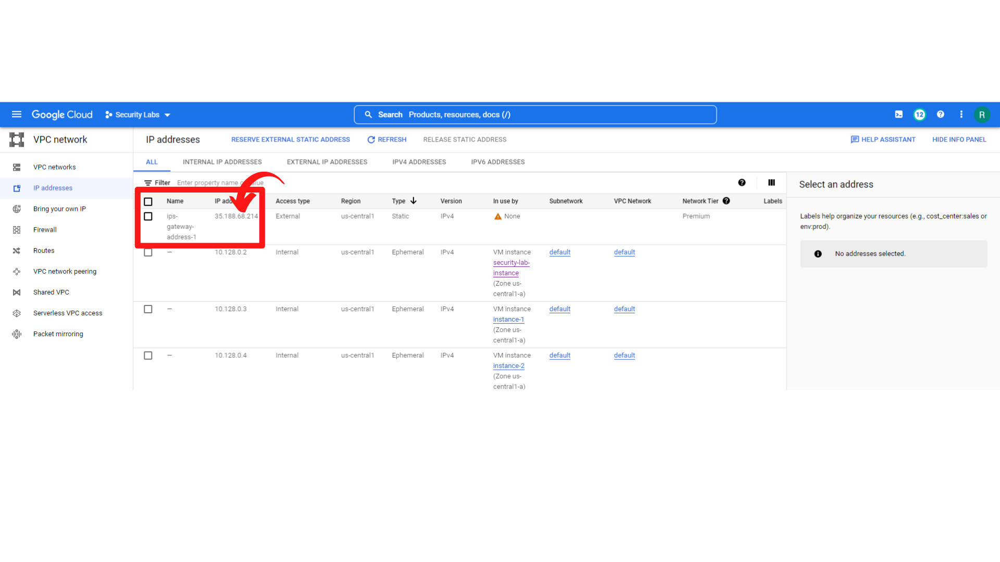 Google Cloud
Security Labs
Search Products, resources, docs (/)
12
R
VPC network
IP addresses
RESERVE EXTERNAL STATIC ADDRESS
REFRESH
RELEASE STATIC ADDRESS
HELP ASSISTANT
HIDE INFO PANEL
VPC networks
IP addresses
Bring your own IP
Firewall
Routes
VPC network peering
Shared VPC
Serverless VPC access
Packet mirroring
ALL INTERNAL IP ADDRESSES EXTERNAL IP ADDRESSES IPV4 ADDRESSES IPV6 ADDRESSES
Filter Enter property name
Name IP Access type Region Type Version In use by Subnetwork VPC Network Network Tier Labels
ips-
gateway-
address-1
35.188.68.214 External us-central1 Static IPv4 None Premium
– 10.128.0.2 Internal us-central1 Ephemeral IPv4 VM instance default default
security-lab-
instance
(Zone us-
central1-a)
– 10.128.0.3 Internal us-central1 Ephemeral IPv4 VM instance default default
instance-1
(Zone us-
central1-a)
– 10.128.0.4 Internal us-central1 Ephemeral IPv4 VM instance default default
instance-2
(Zone us-
central1-a)
Select an address
Labels help organize your resources (e.g., cost_center:sales or
env:prod).
No addresses selected.